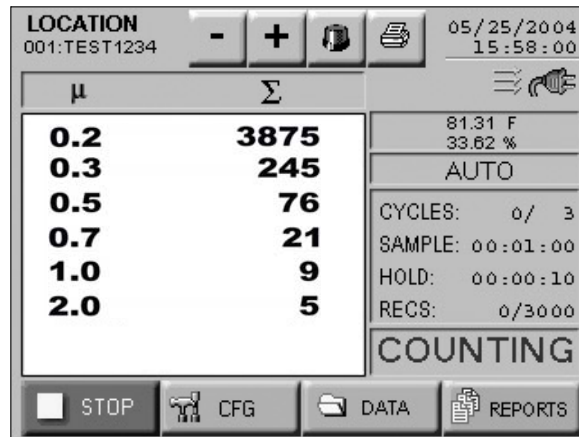 LOCATION
001:TEST1234
- +
05/25/2004
15:58:00
μ Σ
0.2 3875
0.3 245
0.5 76
0.7 21
1.0 9
2.0 5
81.31 F
33.62 %
AUTO
CYCLES: 0/ 3
SAMPLE: 00:01:00
HOLD: 00:00:10
RECS: 0/3000
COUNTING
STOP CFG DATA REPORTS